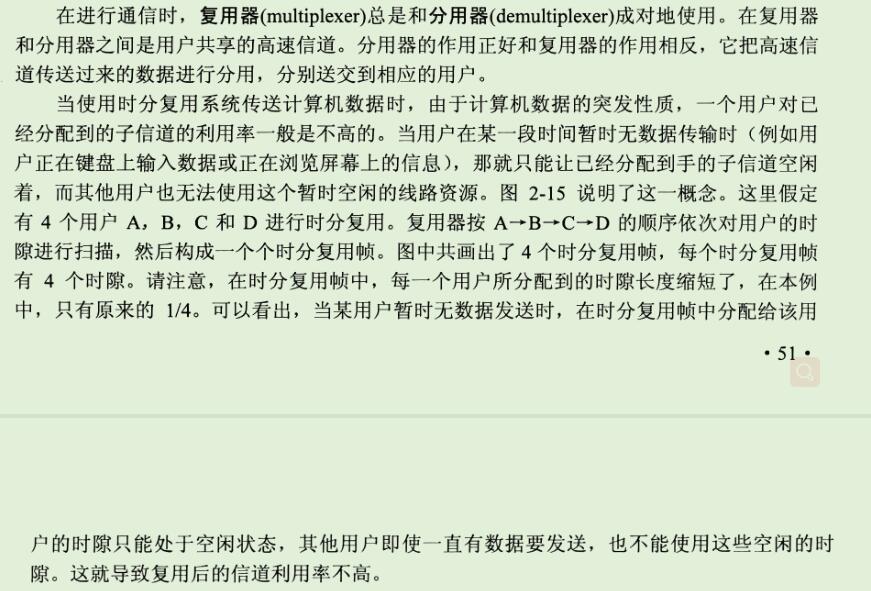 在进行通信时，复用器(multiplexer)总是和分用器(demultiplexer)成对地使用。在复用器
和分用器之间是用户共享的高速信道。分用器的作用正好和复用器的作用相反，它把高速信
道传送过来的数据进行分用，分别送交到相应的用户。
当使用时分复用系统传送计算机数据时，由于计算机数据的突发性质，一个用户对已
经分配到的子信道的利用率一般是不高的。当用户在某一段时间暂时无数据传输时（例如用
户正在键盘上输入数据或正在浏览屏幕上的信息），那就只能让已经分配到手的子信道空闲
着，而其他用户也无法使用这个暂时空闲的线路资源。图 2-15 说明了这一概念。这里假定
有 4 个用户 A，B，C 和 D 进行时分复用。复用器按 A→B→C→D 的顺序依次对用户的时
隙进行扫描，然后构成一个个时分复用帧。图中共画出了 4 个时分复用帧，每个时分复用帧
有 4 个时隙。请注意，在时分复用帧中，每一个用户所分配到的时隙长度缩短了，在本例
中，只有原来的 1/4。可以看出，当某用户暂时无数据发送时，在时分复用帧中分配给该用
• 51 •
户的时隙只能处于空闲状态，其他用户即使一直有数据要发送，也不能使用这些空闲的时
隙。这就导致复用后的信道利用率不高。